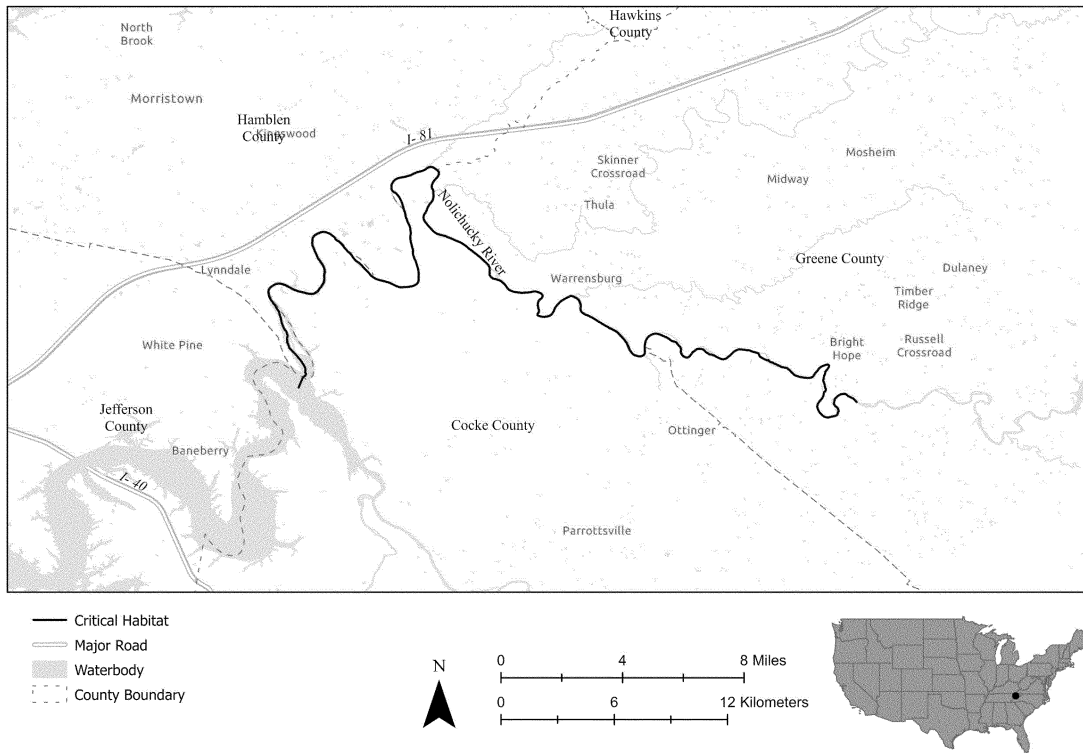 North
Brook
Hawkins
County
Morristown
Hamblen
County
Kingswood
I- 81
Skinner
Crossroad
Mosheim
Midway
Thula
Nolichucky River
Lynndale
Warrensburg
Greene County
Dulaney
Timber
Ridge
White Pine
Bright
Hope
Russell
Crossroad
Jefferson
County
Cocke County
Ottinger
Baneberry
I- 40
Parrottsville
Critical Habitat
Major Road
Waterbody
County Boundary
N
0 4 8 Miles
0 6 12 Kilometers